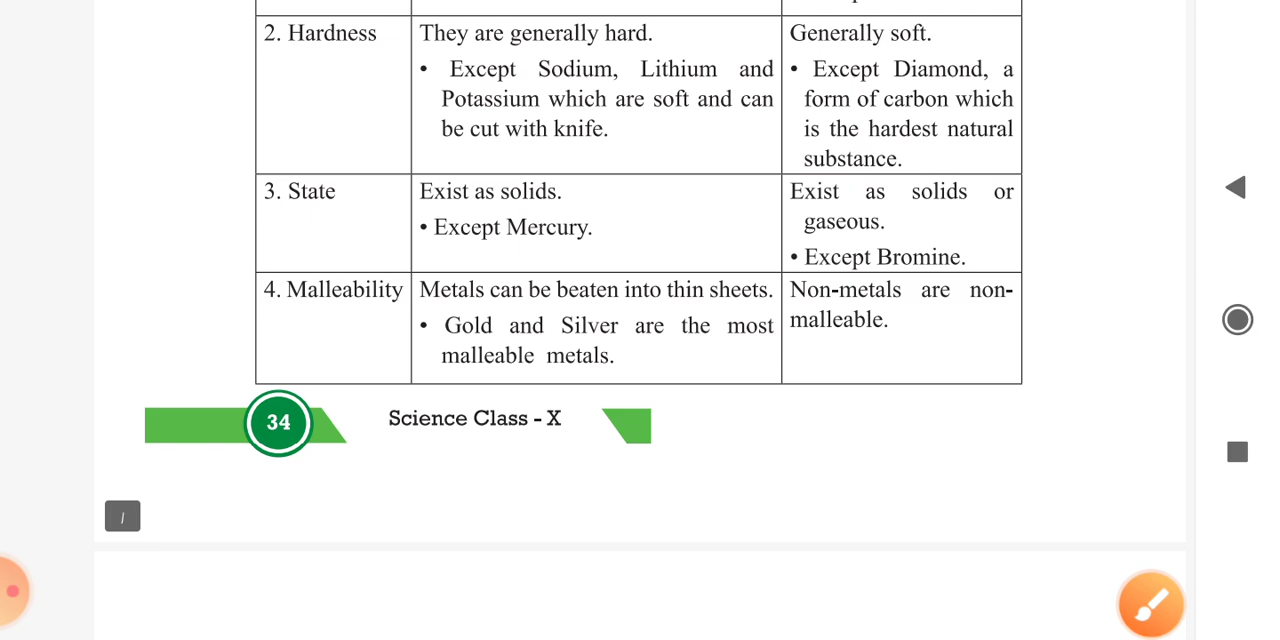 2. Hardness
They are generally hard.
• Except Sodium, Lithium and
Potassium which are soft and can
be cut with knife.
Generally soft.
• Except Diamond, a
form of carbon which
is the hardest natural
substance.
3. State
Exist as solids.
• Except Mercury.
Exist as solids or
gaseous.
• Except Bromine.
4. Malleability
Metals can be beaten into thin sheets.
• Gold and Silver are the most
malleable metals.
Non-metals are non-
malleable.
34
Science Class - X
/